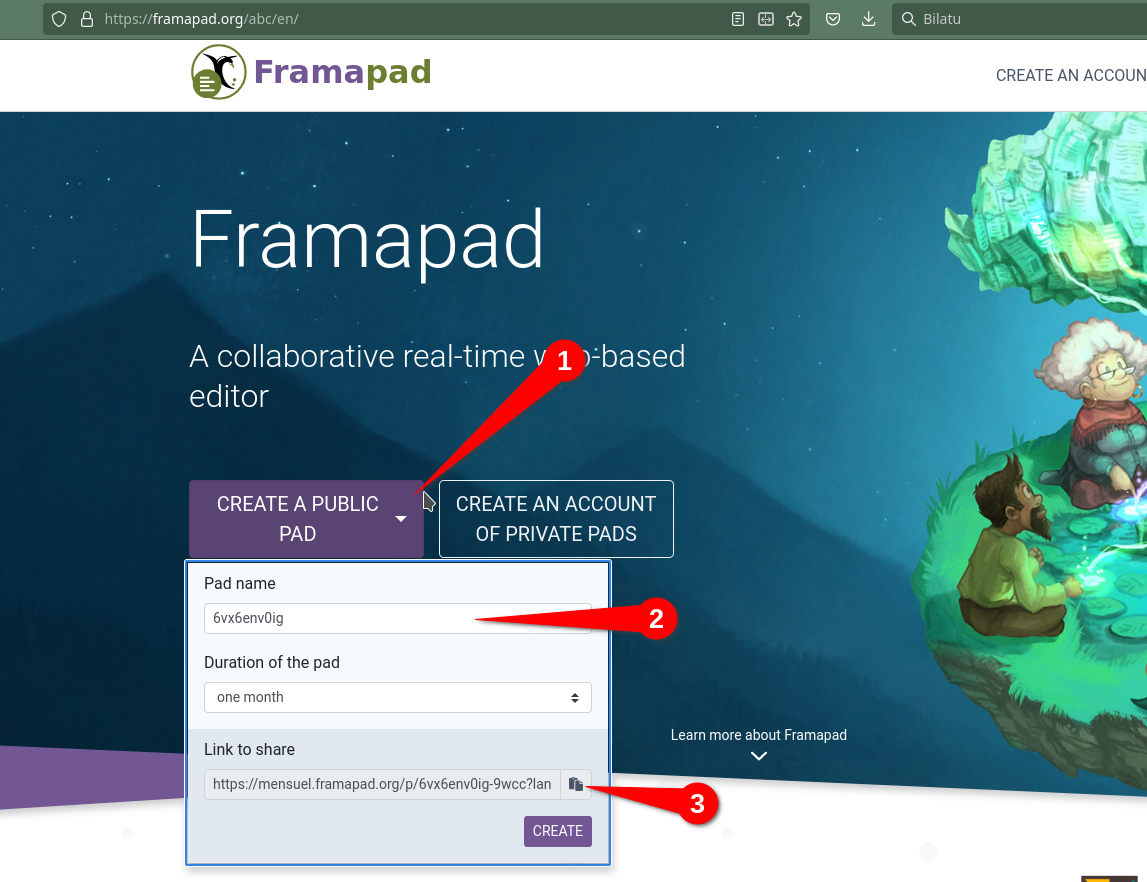 https://framapad.org/abc/en/
Bilatu
Framapad
CREATE AN ACCOUN
Framapad
A collaborative real-time w -based
editor
1
CREATE A PUBLIC
PAD
CREATE AN ACCOUNT
OF PRIVATE PADS
Pad name
6vx6env0ig
2
Duration of the pad
one month
Learn more about Framapad
Link to share
https://mensuel.framapad.org/p/6vx6env0ig-9wcc?lan
3
CREATE